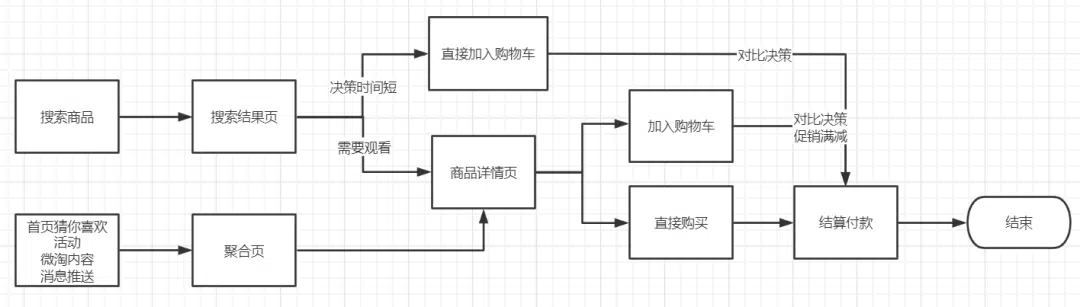 直接加入购物车
对比决策
决策时间短
搜索商品
搜索结果页
加入购物车
对比决策
促销满减
需要观看
商品详情页
首页猜你喜欢
活动
微淘内容
消息推送
聚合页
直接购买
结算付款
结束